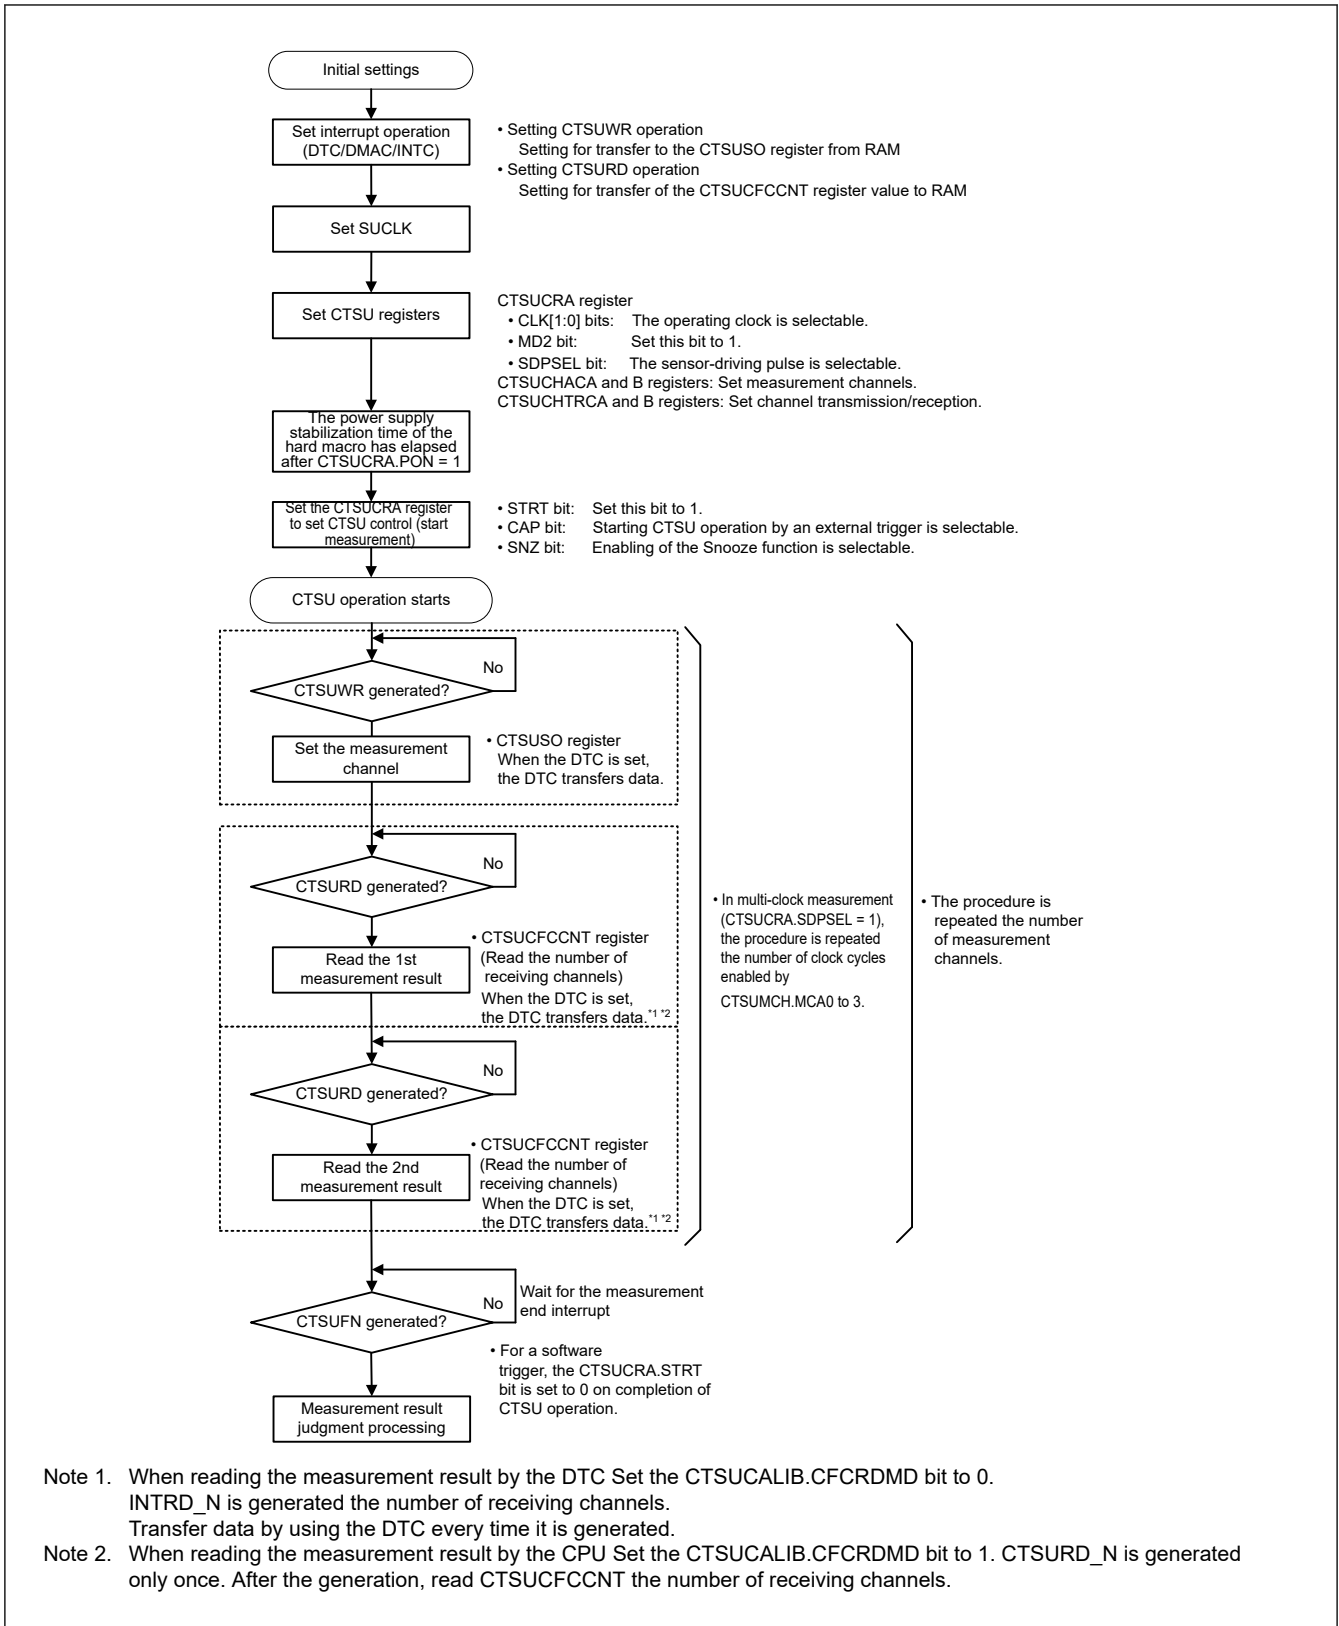 Initial settings
Set interrupt operation
(DTC/DMAC/INTC)
• Setting CTSUWR operation
Setting for transfer to the CTSUSO register from RAM
• Setting CTSURD operation
Setting for transfer of the CTSUCFCCNT register value to RAM
Set SUCLK
Set CTSU registers
CTSUCRA register
• CLK[1:0] bits: The operating clock is selectable.
• MD2 bit: Set this bit to 1.
• SDPSEL bit: The sensor-driving pulse is selectable.
CTSUCHACA and B registers: Set measurement channels.
CTSUCHTRCA and B registers: Set channel transmission/reception.
The power supply
stabilization time of the
hard macro has elapsed
after CTSUCRA.PON = 1
Set the CTSUCRA register
to set CTSU control (start
measurement)
• STRT bit: Set this bit to 1.
• CAP bit: Starting CTSU operation by an external trigger is selectable.
• SNZ bit: Enabling of the Snooze function is selectable.
CTSU operation starts
No
CTSUWR generated?
Set the measurement
channel
• CTSUSO register
When the DTC is set,
the DTC transfers data.
No
CTSURD generated?
Read the 1st
measurement result
• CTSUCFCCNT register
(Read the number of
receiving channels)
When the DTC is set,
the DTC transfers data.*1 *2
No
CTSURD generated?
Read the 2nd
measurement result
• CTSUCFCCNT register
(Read the number of
receiving channels)
When the DTC is set,
the DTC transfers data.*1 *2
• In multi-clock measurement
(CTSUCRA.SDPSEL = 1),
the procedure is repeated
the number of clock cycles
enabled by
CTSUMCH.MCA0 to 3.
• The procedure is
repeated the number
of measurement
channels.
No
CTSUFN generated?
Wait for the measurement
end interrupt
• For a software
trigger, the CTSUCRA.STRT
bit is set to 0 on completion of
CTSU operation.
Measurement result
judgment processing
Note 1. When reading the measurement result by the DTC Set the CTSUCALIB.CFCRDMD bit to 0.
INTRD_N is generated the number of receiving channels.
Transfer data by using the DTC every time it is generated.
Note 2. When reading the measurement result by the CPU Set the CTSUCALIB.CFCRDMD bit to 1. CTSURD_N is generated
only once. After the generation, read CTSUCFCCNT the number of receiving channels.